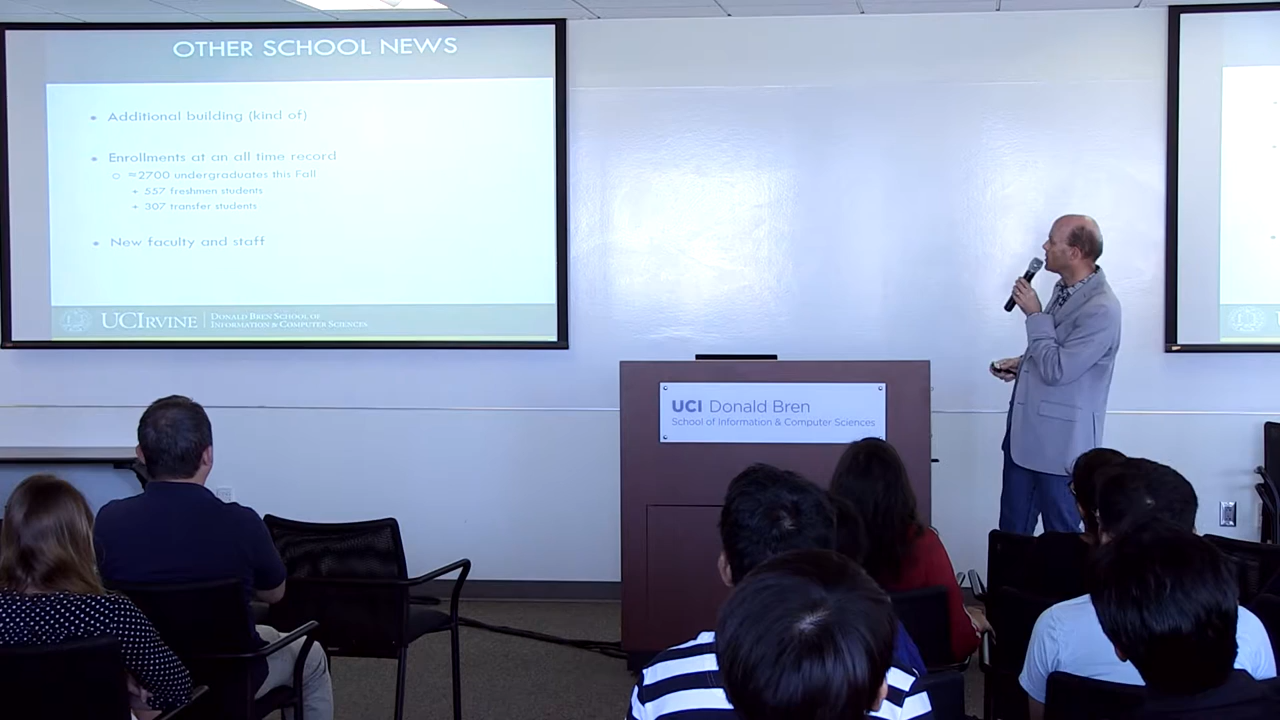 OTHER SCHOOL NEWS
• Additional building (kind of)
• Enrollments at an all time record
○ ≈2700 undergraduates this Fall
+ 557 freshmen students
+ 307 transfer students
• New faculty and staff
UCIRVINE | DONALD BREN SCHOOL OF
INFORMATION & COMPUTER SCIENCES
UCI Donald Bren
School of Information & Computer Sciences